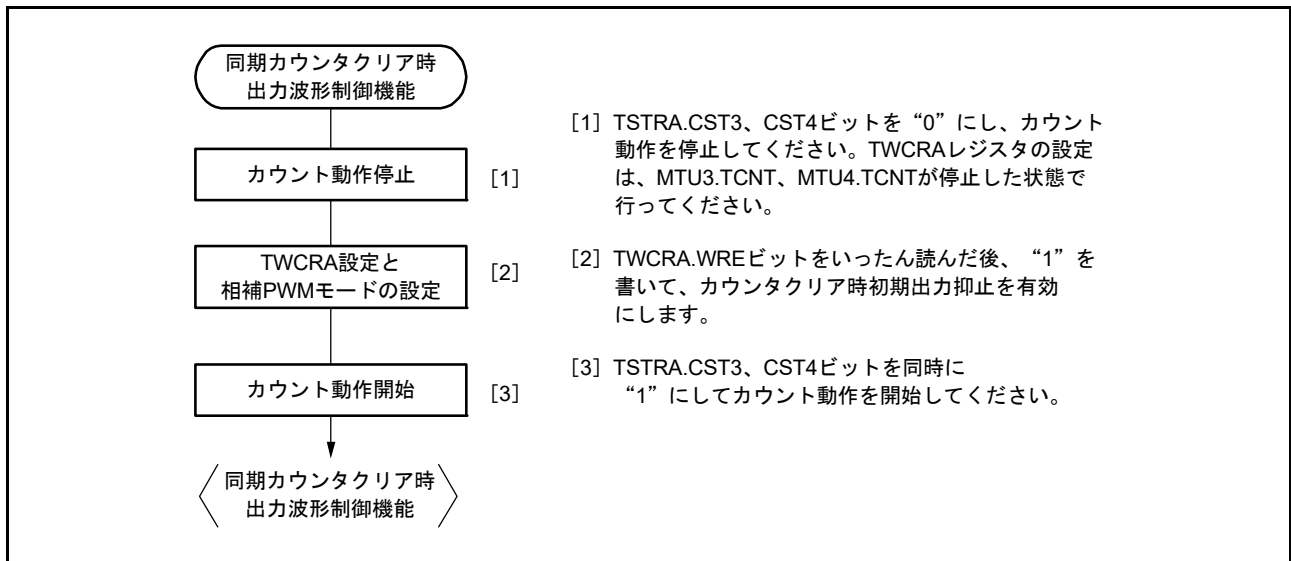 同期カウンタクリア時
出力波形制御機能
カウント動作停止
[1]
[1] TSTRA.CST3、CST4ビットを“0”にし、カウント
動作を停止してください。TWCRAレジスタの設定
は、MTU3.TCNT、MTU4.TCNTが停止した状態で
行ってください。
TWCRA設定と
相補PWMモードの設定
[2]
[2] TWCRA.WREビットをいったん読んだ後、“1”を
書いて、カウンタクリア時初期出力抑止を有効
にします。
カウント動作開始
[3]
[3] TSTRA.CST3、CST4ビットを同時に
“1”にしてカウント動作を開始してください。
同期カウンタクリア時
出力波形制御機能